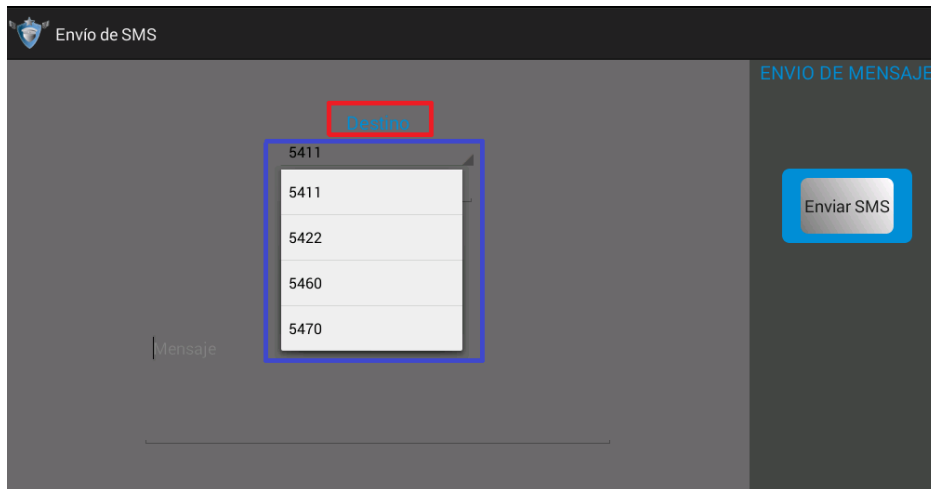 Envío de SMS
ENVIO DE MENSAJE
Destino
5411
5411
5422
5460
5470
Mensaje
Enviar SMS